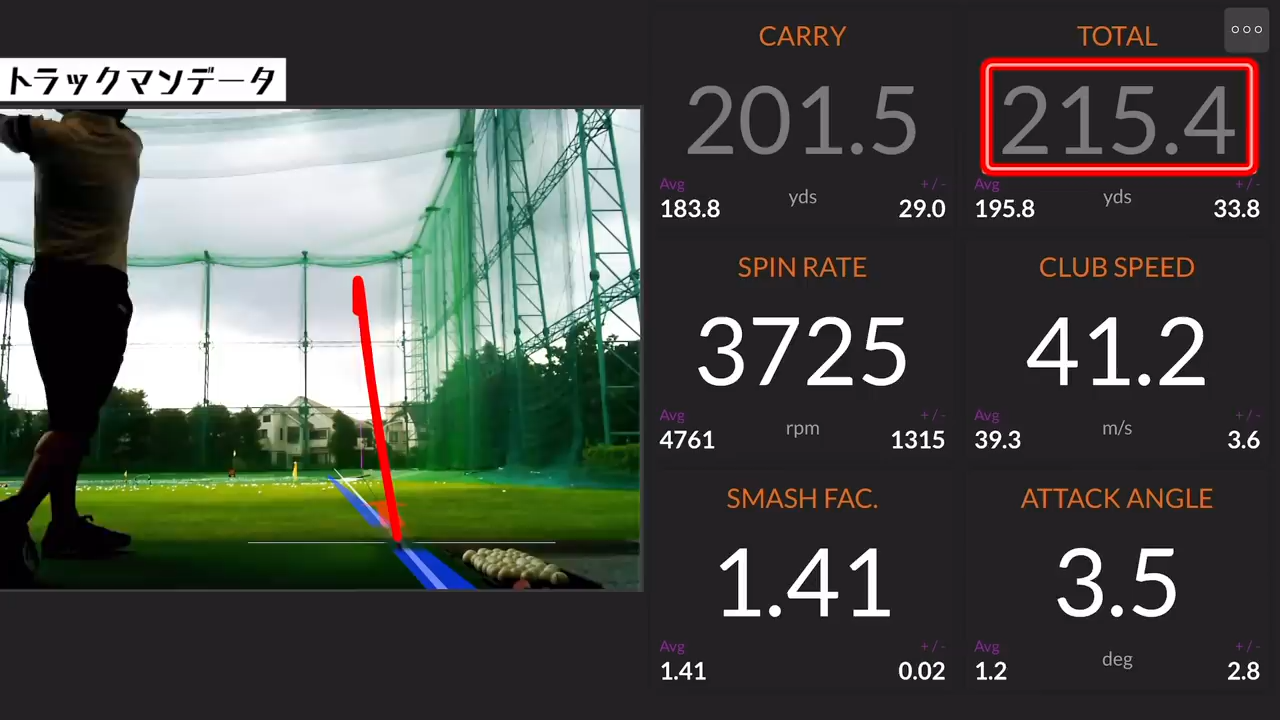 トラックマンデータ
CARRY
201.5
Avg
183.8
yds
+/-
29.0
TOTAL
215.4
Avg
195.8
yds
+/-
33.8
SPIN RATE
3725
Avg
4761
rpm
+/-
1315
CLUB SPEED
41.2
Avg
39.3
m/s
+/-
3.6
SMASH FAC.
1.41
Avg
1.41
+/-
0.02
ATTACK ANGLE
3.5
Avg
1.2
deg
+/-
2.8